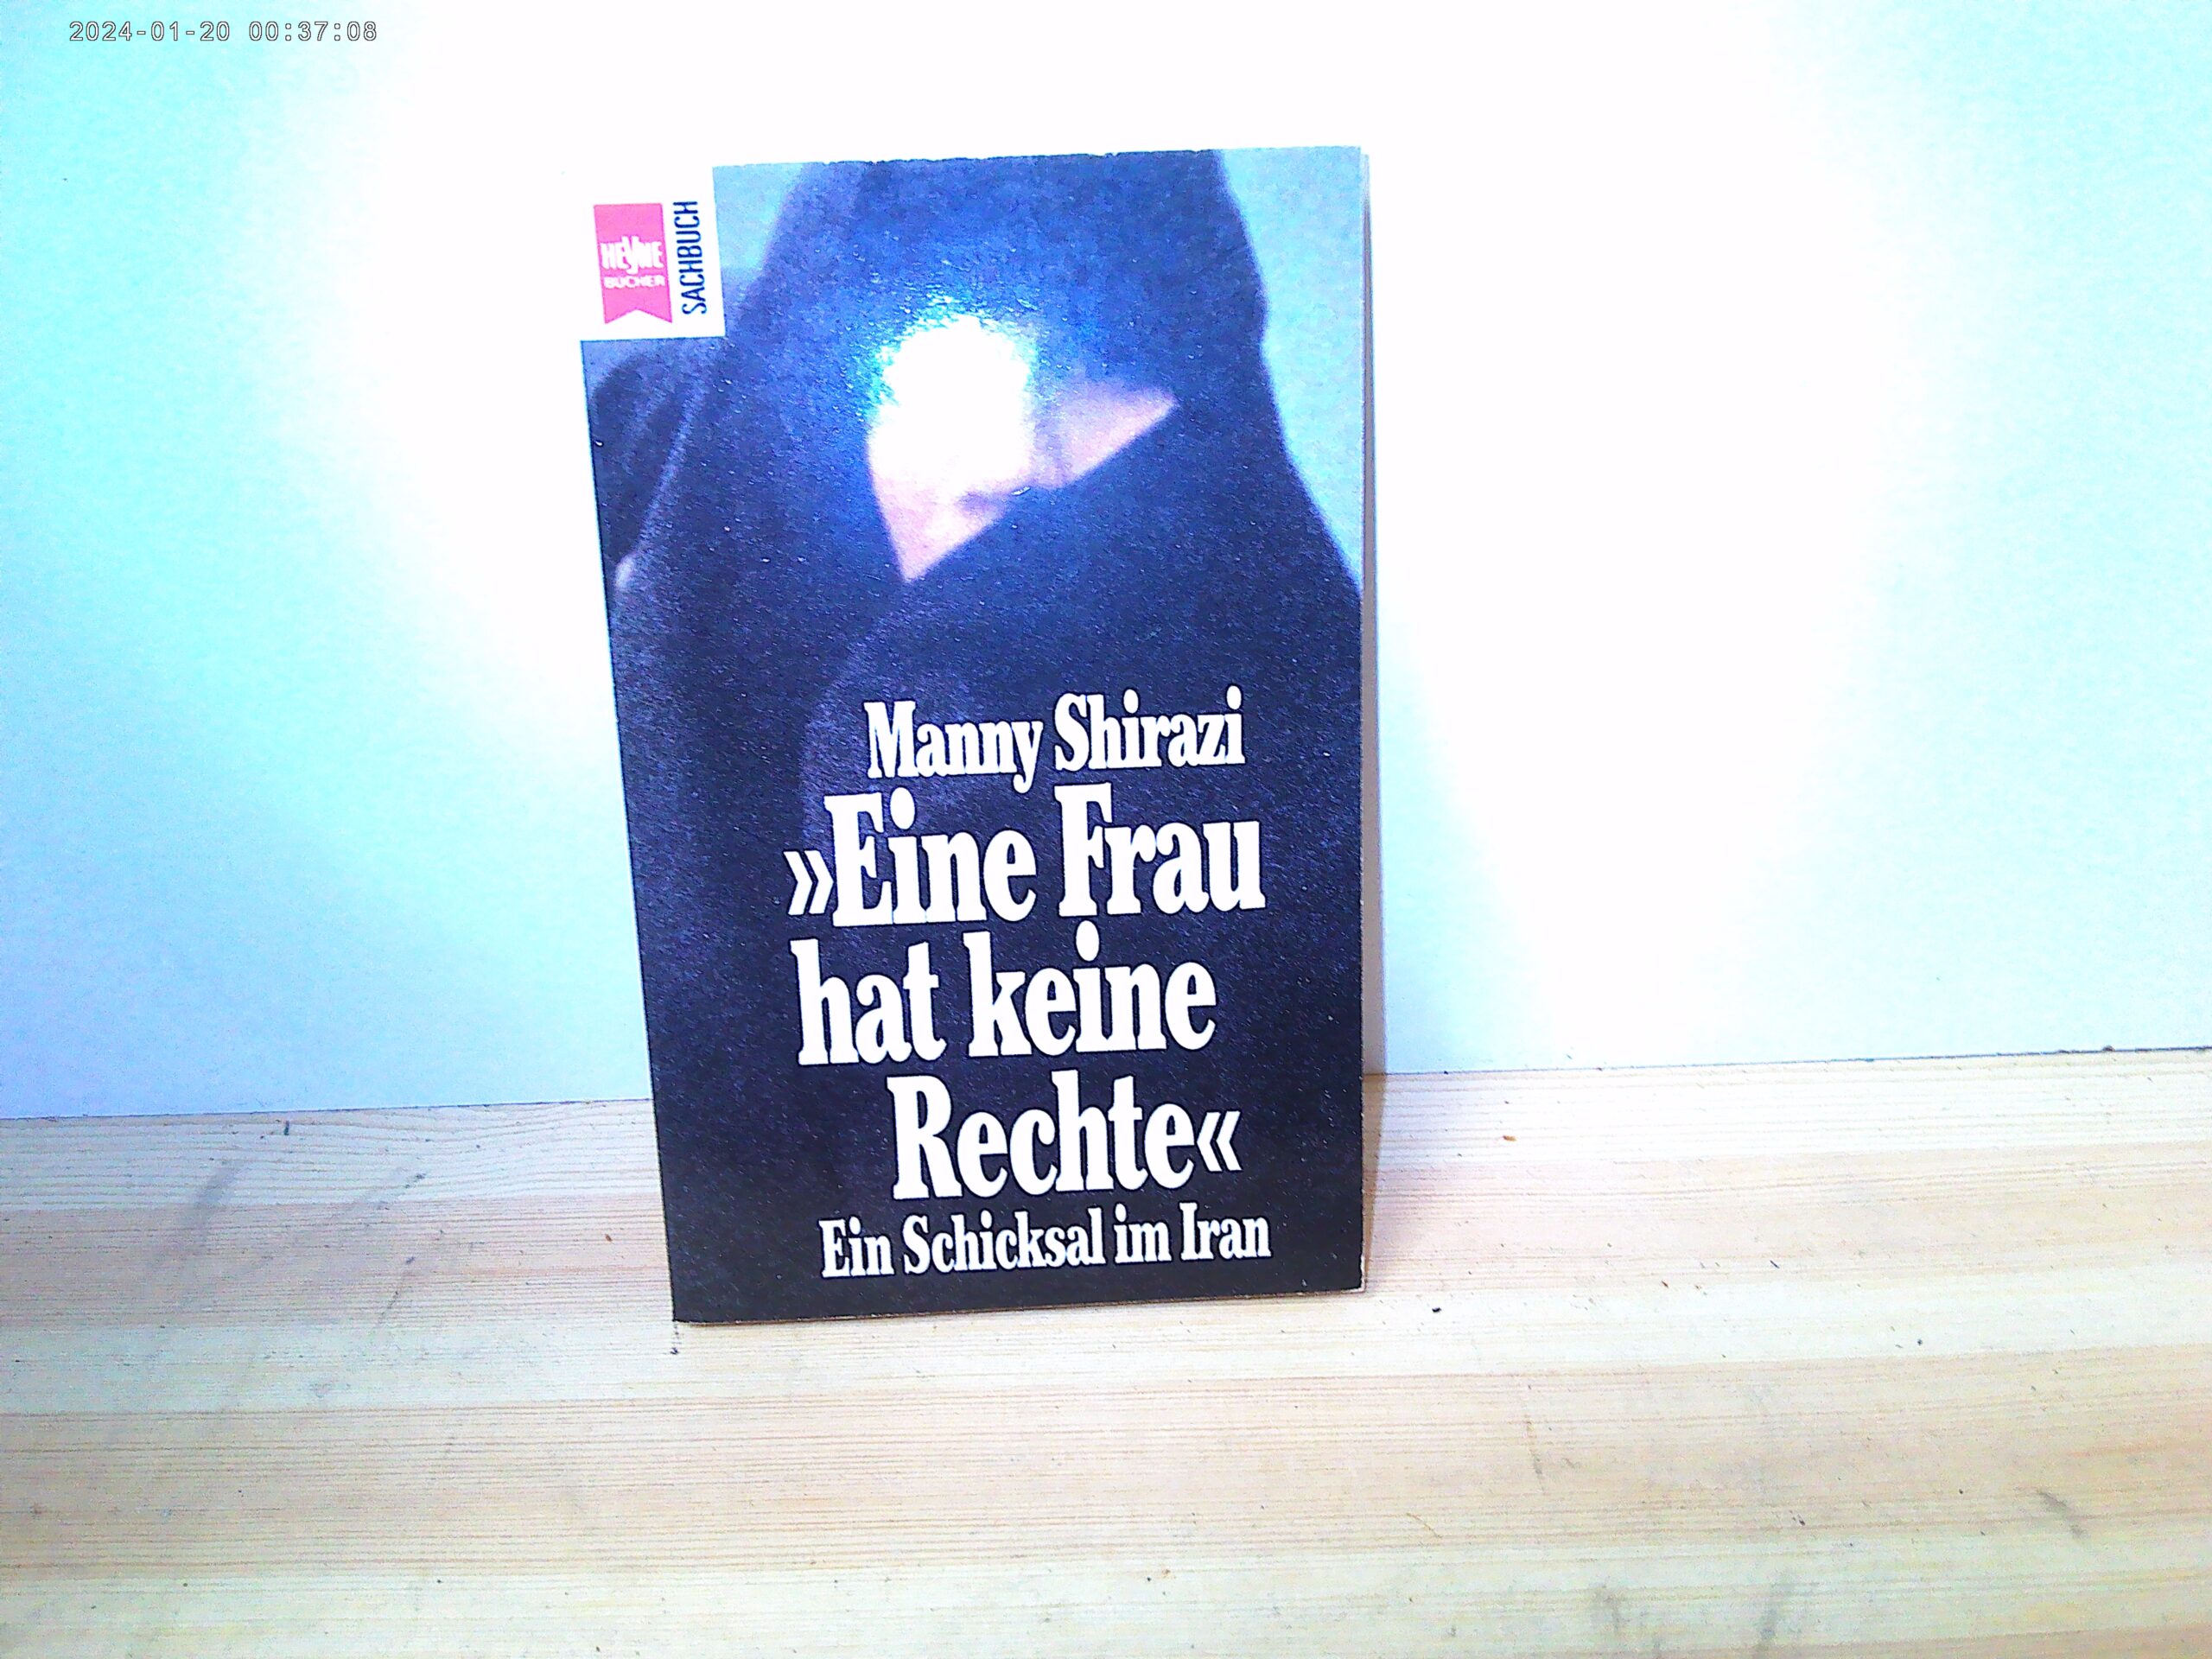 2024-01-20 00:37:08
HEYNE
BÜCHER
SACHBUCH
Manny Shirazi
»Eine Frau
hat keine
Rechte«
Ein Schicksal im Iran